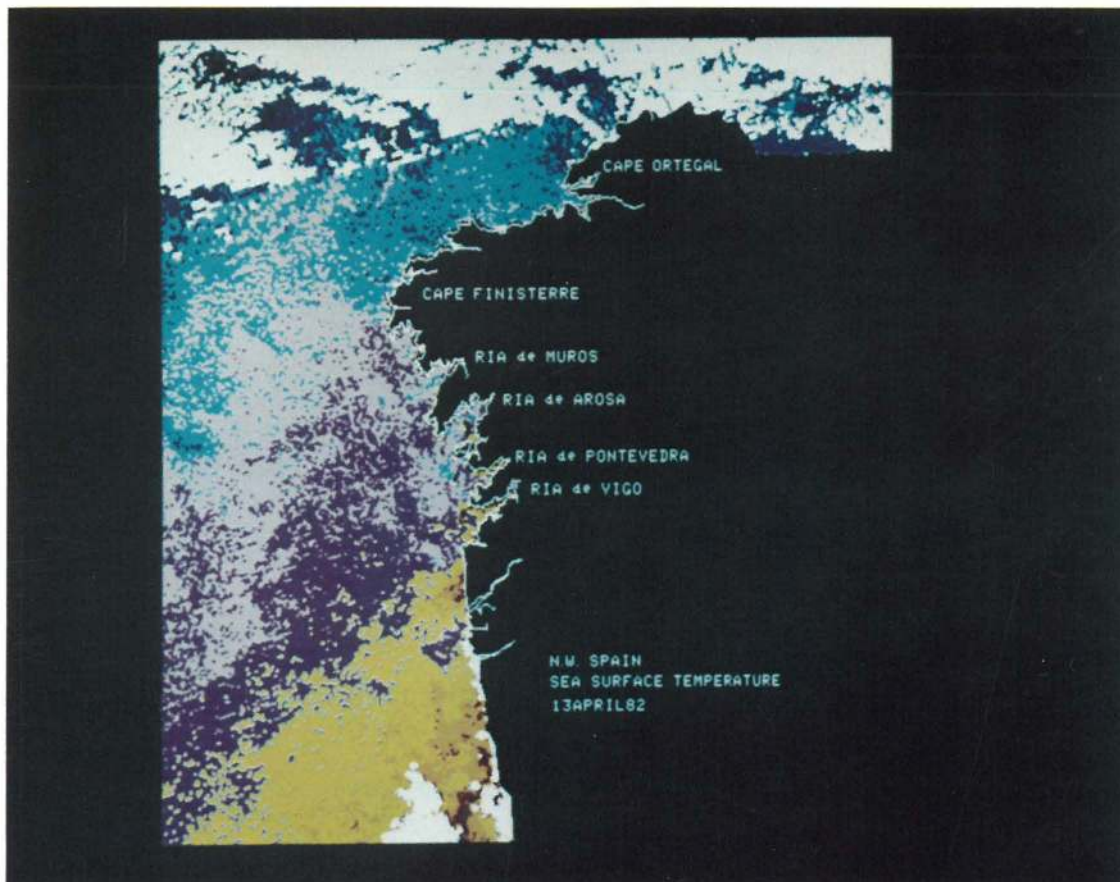 CAPE ORTEGAL
CAPE FINISTERRE
RIA de MUROS
RIA de AROSA
RIA de PONTEVEDRA
RIA de VIGO
N.W. SPAIN
SEA SURFACE TEMPERATURE
13APRIL82